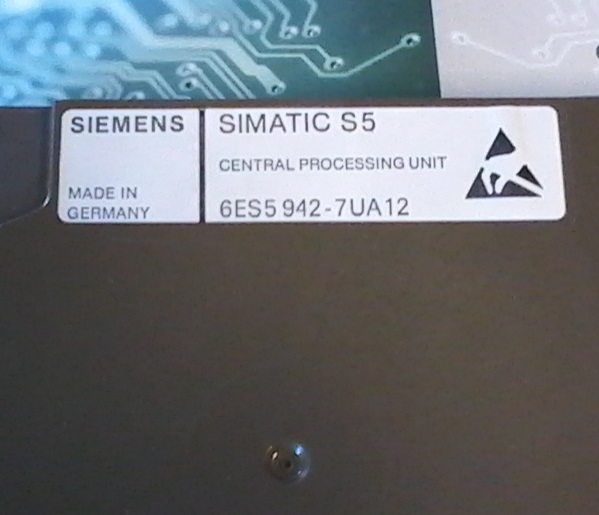 SIEMENS
MADE IN
GERMANY
SIMATIC S5
CENTRAL PROCESSING UNIT
6ES5 942-7UA12